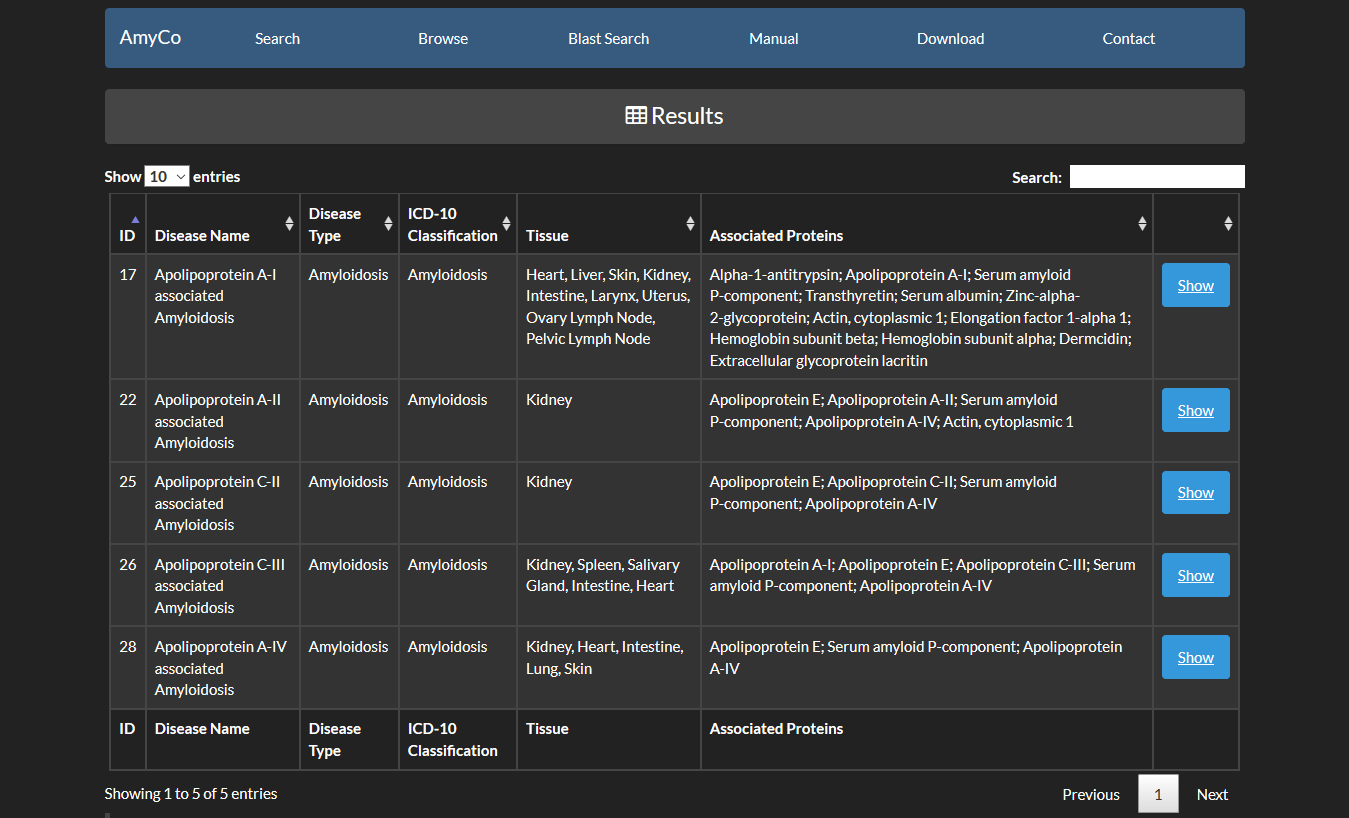 AmyCo Search Browse Blast Search Manual Download Contact
Results
Show 10 entries Search:
ID Disease Name Disease Type ICD-10 Classification Tissue Associated Proteins
17 Apolipoprotein A-I associated Amyloidosis Amyloidosis Amyloidosis Heart, Liver, Skin, Kidney, Intestine, Larynx, Uterus, Ovary Lymph Node, Pelvic Lymph Node Alpha-1-antitrypsin; Apolipoprotein A-I; Serum amyloid P-component; Transthyretin; Serum albumin; Zinc-alpha-2-glycoprotein; Actin, cytoplasmic 1; Elongation factor 1-alpha 1; Hemoglobin subunit beta; Hemoglobin subunit alpha; Dermcidin; Extracellular glycoprotein lacritin Show
22 Apolipoprotein A-II associated Amyloidosis Amyloidosis Amyloidosis Kidney Apolipoprotein E; Apolipoprotein A-II; Serum amyloid P-component; Apolipoprotein A-IV; Actin, cytoplasmic 1 Show
25 Apolipoprotein C-II associated Amyloidosis Amyloidosis Amyloidosis Kidney Apolipoprotein E; Apolipoprotein C-II; Serum amyloid P-component; Apolipoprotein A-IV Show
26 Apolipoprotein C-III associated Amyloidosis Amyloidosis Amyloidosis Kidney, Spleen, Salivary Gland, Intestine, Heart Apolipoprotein A-I; Apolipoprotein E; Apolipoprotein C-III; Serum amyloid P-component; Apolipoprotein A-IV Show
28 Apolipoprotein A-IV associated Amyloidosis Amyloidosis Amyloidosis Kidney, Heart, Intestine, Lung, Skin Apolipoprotein E; Serum amyloid P-component; Apolipoprotein A-IV Show
ID Disease Name Disease Type ICD-10 Classification Tissue Associated Proteins
Showing 1 to 5 of 5 entries Previous 1 Next